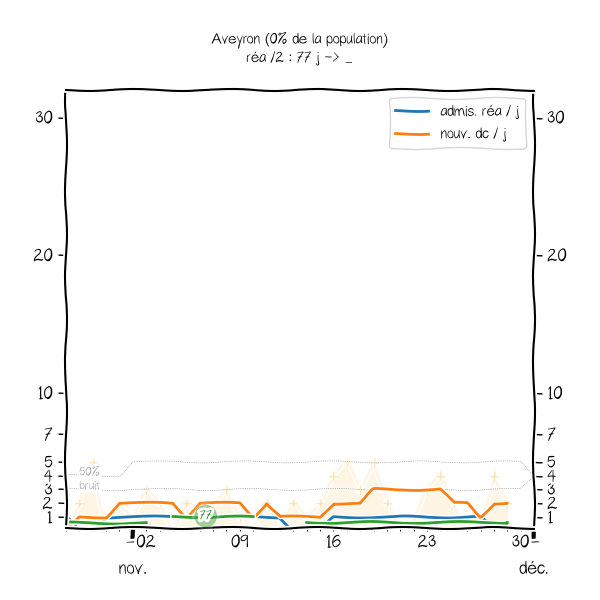 Aveyron (0% de la population)
réa /2 : 77 j -> _
admis. réa / j
nouv. dc / j
30 30
20 20
10 10
7 7
5 50% 5
4 4
bruit
3 3
2 2
1 77 1
02 09 16 23 30
nov. déc.